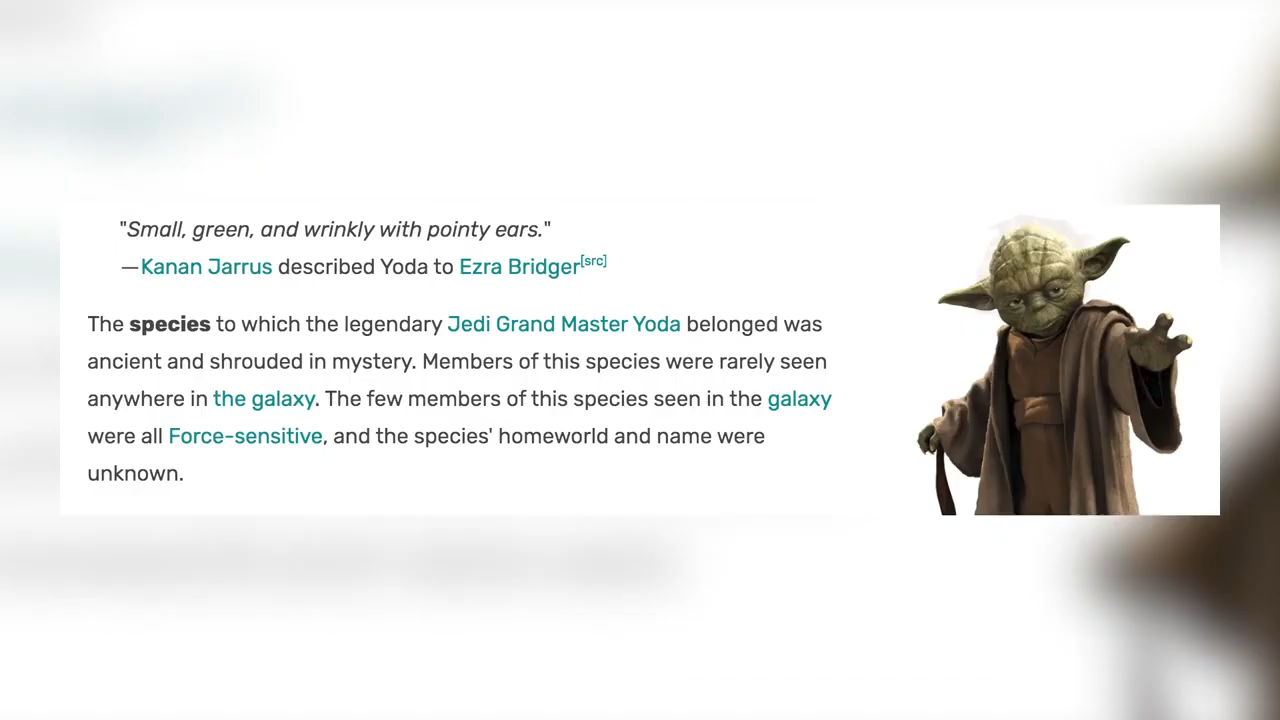 "Small, green, and wrinkly with pointy ears."
—Kanan Jarrus described Yoda to Ezra Bridger[src]
The species to which the legendary Jedi Grand Master Yoda belonged was
ancient and shrouded in mystery. Members of this species were rarely seen
anywhere in the galaxy. The few members of this species seen in the galaxy
were all Force-sensitive, and the species' homeworld and name were
unknown.